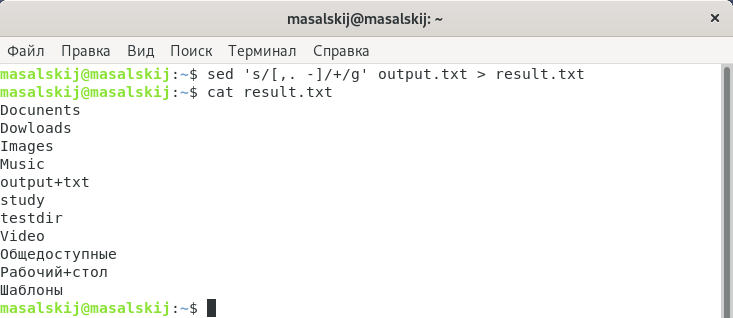 masalskij@masalskij: ~
×
Файл Правка Вид Поиск Терминал Справка
masalskij@masalskij:~$ sed 's/[,. -]/+/g' output.txt > result.txt
masalskij@masalskij:~$ cat result.txt
Docunents
Dowloads
Images
Music
output+txt
study
testdir
Video
Общедоступные
Рабочий+стол
Шаблоны
masalskij@masalskij:~$